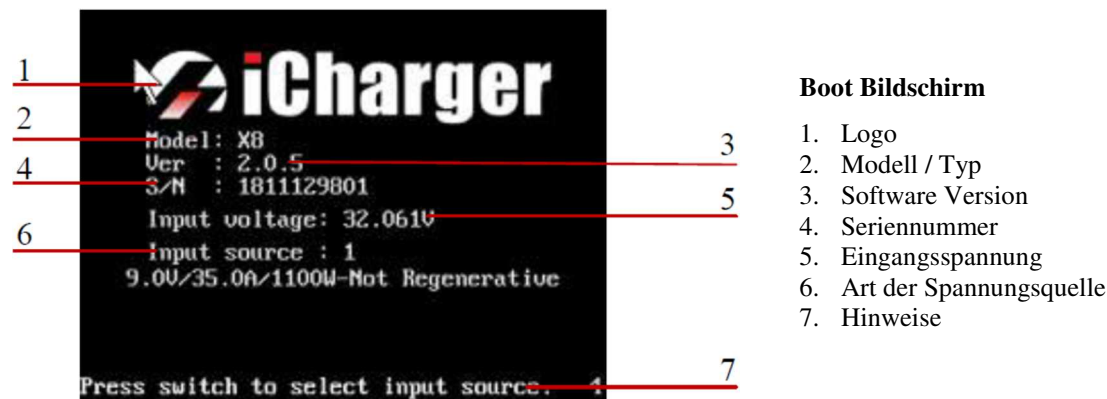 iCharger
1
2
Model: X8
Ver : 2.0.5
3
4
S/N : 1811129801
Input voltage: 32.061V
5
6
Input source : 1
9.0V/35.0A/1100W-Not Regenerative
Press switch to select input source.
7
Boot Bildschirm
1. Logo
2. Modell / Typ
3. Software Version
4. Seriennummer
5. Eingangsspannung
6. Art der Spannungsquelle
7. Hinweise